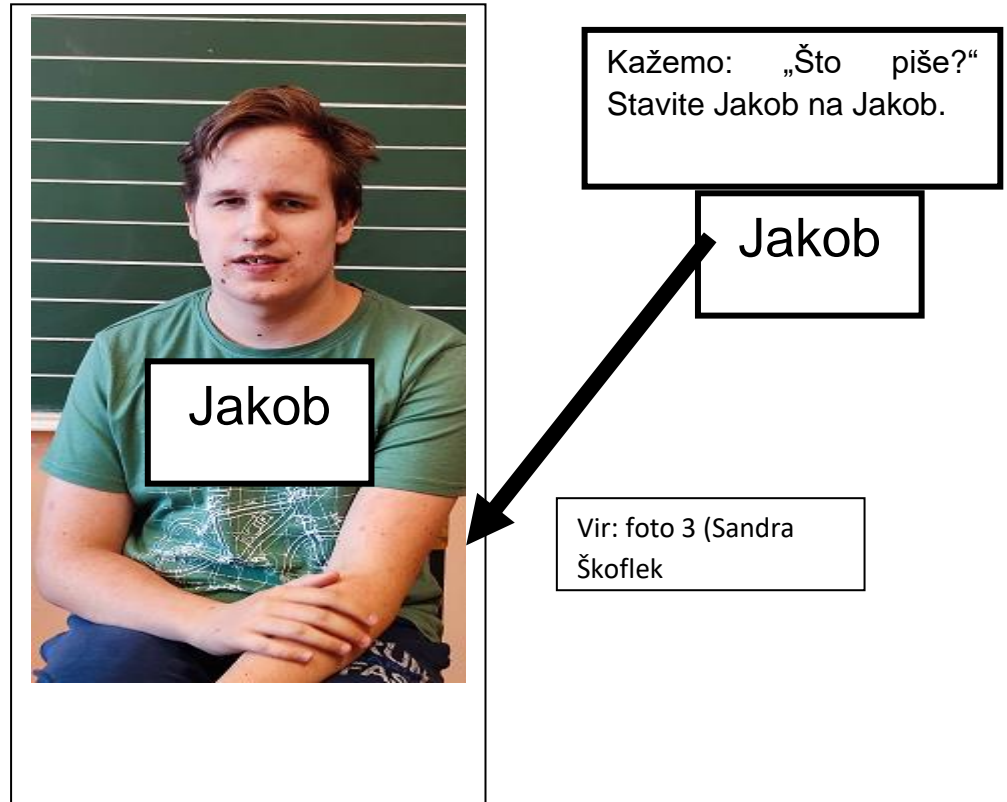 Kažemo: „Što piše?“
Stavite Jakob na Jakob.
Jakob
Jakob
Vir: foto 3 (Sandra
Škoflek